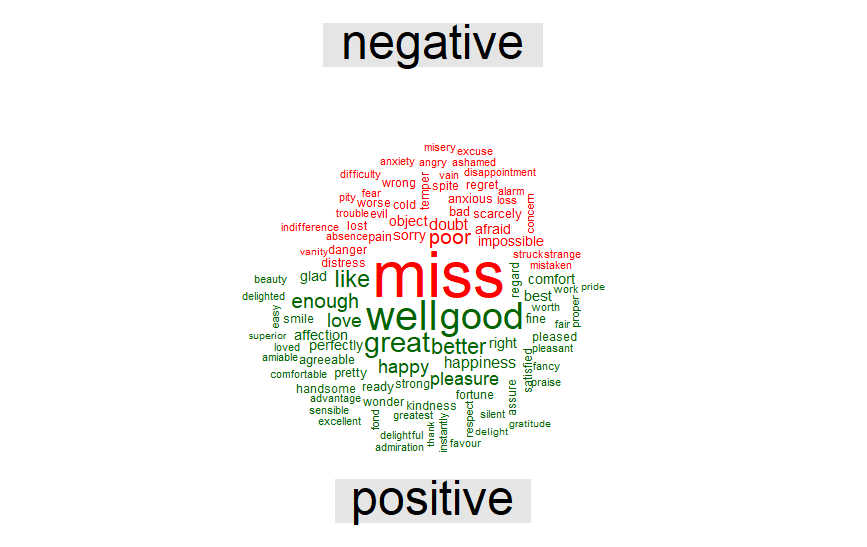 negative
misery excuse
anxiety angry ashamed
difficulty vain disappointment
wrong temper spite regret
pity fear anxious alarm
worse cold loss concern
trouble evil object bad scarcely
indifference lost doubt afraid
absence pain sorry poor impossible
vanity danger struck strange
distress miss mistaken
beauty glad like regard comfort
delighted enough best work pride
easy smile love well good fine worth proper
superior affection fair
loved perfectly great better right pleased
amiable agreeable pleasant
comfortable pretty happy happiness satisfied fancy
handsome ready strong pleasure praise
advantage wonder fortune assure
sensible fond greatest kindness respect silent
excellent thank instantly gratitude
delightful delight
admiration favour
positive